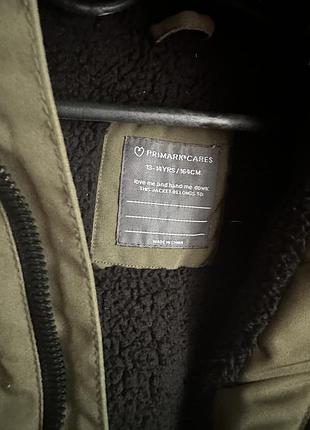 PRIMARK CARES
13-14YRS/164CM
love me and hand me down:
THIS JACKET BELONGS TO:
MADE IN CHINA